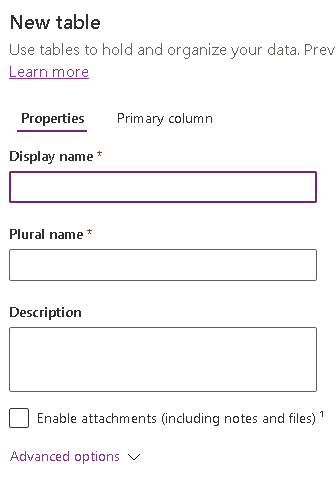 New table
Use tables to hold and organize your data. Prev
Learn more
Properties Primary column
Display name *
Plural name *
Description
Enable attachments (including notes and files) 1
Advanced options